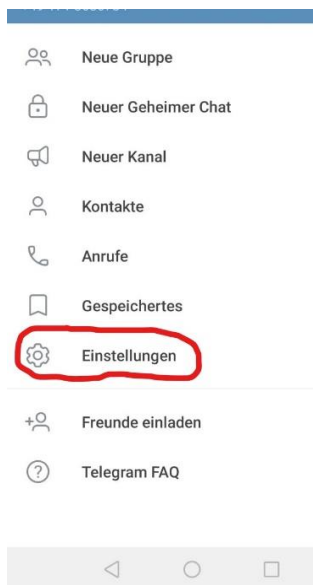 Neue Gruppe
Neuer Geheimer Chat
Neuer Kanal
Kontakte
Anrufe
Gespeichertes
Einstellungen
Freunde einladen
Telegram FAQ